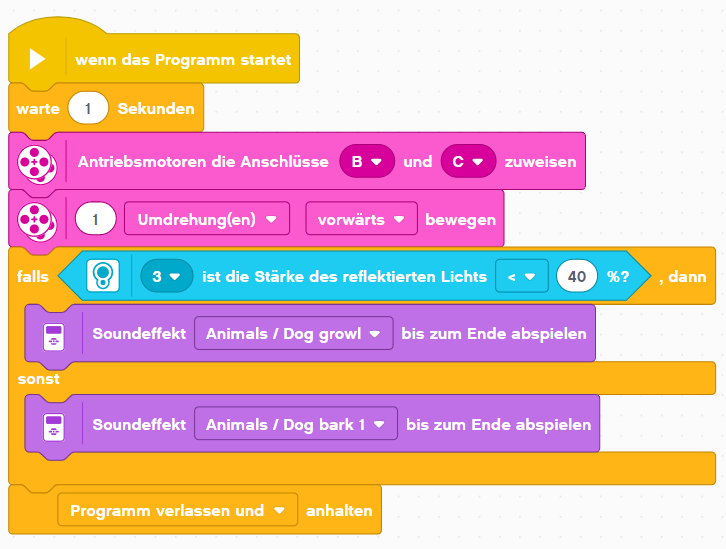 wenn das Programm startet
warte 1 Sekunden
Antriebsmotoren die Anschlüsse B und C zuweisen
1 Umdrehung(en) vorwärts bewegen
falls 3 ist die Stärke des reflektierten Lichts < 40 %? , dann
Soundeffekt Animals / Dog growl bis zum Ende abspielen
sonst
Soundeffekt Animals / Dog bark 1 bis zum Ende abspielen
Programm verlassen und anhalten